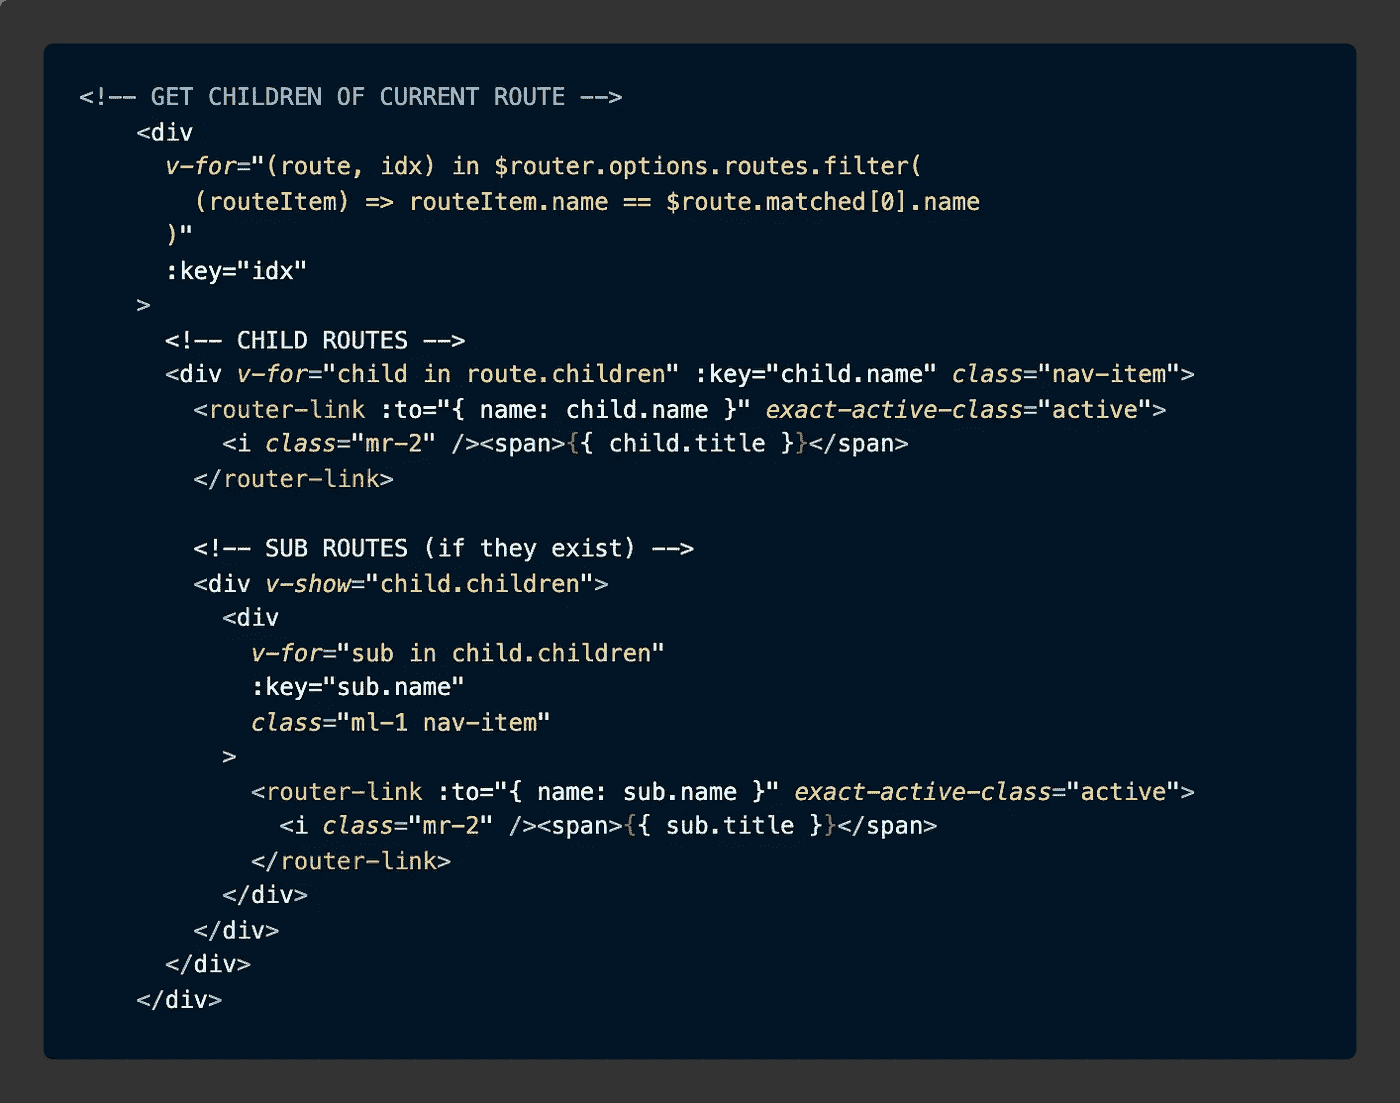 <!-- GET CHILDREN OF CURRENT ROUTE -->
    <div
      v-for="(route, idx) in $router.options.routes.filter(
        (routeItem) => routeItem.name == $route.matched[0].name
      )"
      :key="idx"
    >
      <!-- CHILD ROUTES -->
      <div v-for="child in route.children" :key="child.name" class="nav-item">
        <router-link :to="{ name: child.name }" exact-active-class="active">
          <i class="mr-2" /><span>{{ child.title }}</span>
        </router-link>

        <!-- SUB ROUTES (if they exist) -->
        <div v-show="child.children">
          <div
            v-for="sub in child.children"
            :key="sub.name"
            class="ml-1 nav-item"
          >
            <router-link :to="{ name: sub.name }" exact-active-class="active">
              <i class="mr-2" /><span>{{ sub.title }}</span>
            </router-link>
          </div>
        </div>
      </div>
    </div>